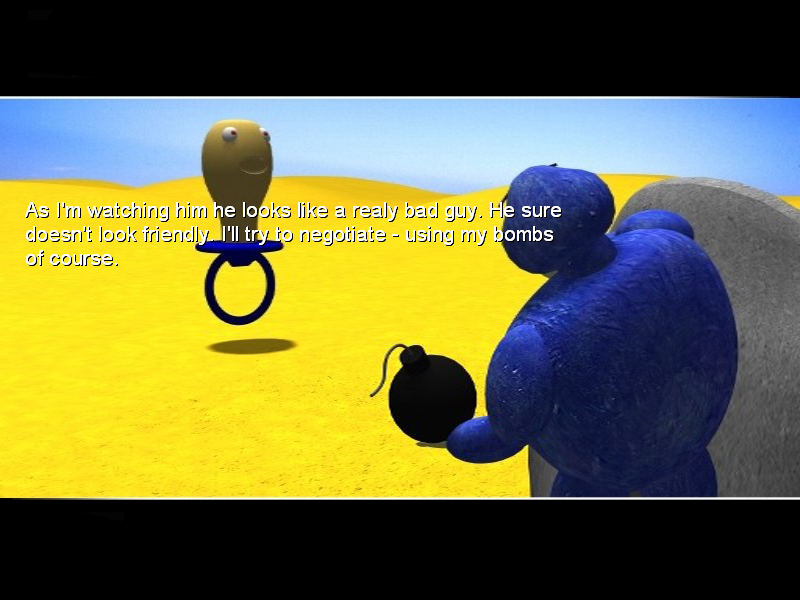 As I'm watching him he looks like a realy bad guy. He sure
doesn't look friendly. I'll try to negotiate - using my bombs
of course.